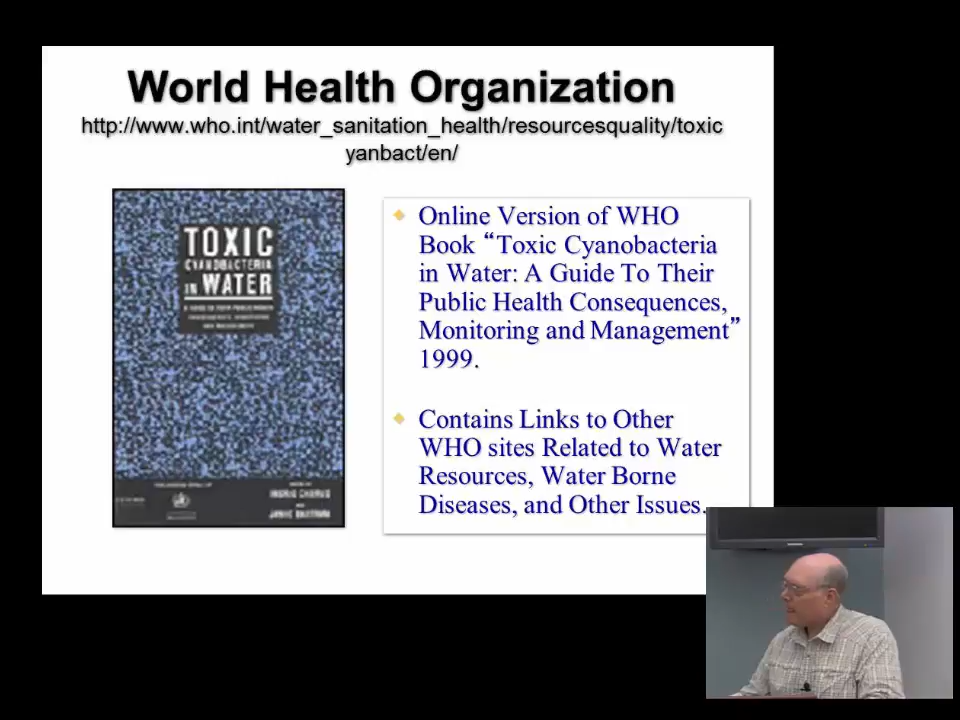 World Health Organization
http://www.who.int/water_sanitation_health/resourcesquality/toxic
yanbact/en/
TOXIC
CYANOBACTERIA
IN WATER
◆ Online Version of WHO
Book “Toxic Cyanobacteria
in Water: A Guide To Their
Public Health Consequences,
Monitoring and Management”
1999.
◆ Contains Links to Other
WHO sites Related to Water
Resources, Water Borne
Diseases, and Other Issues.